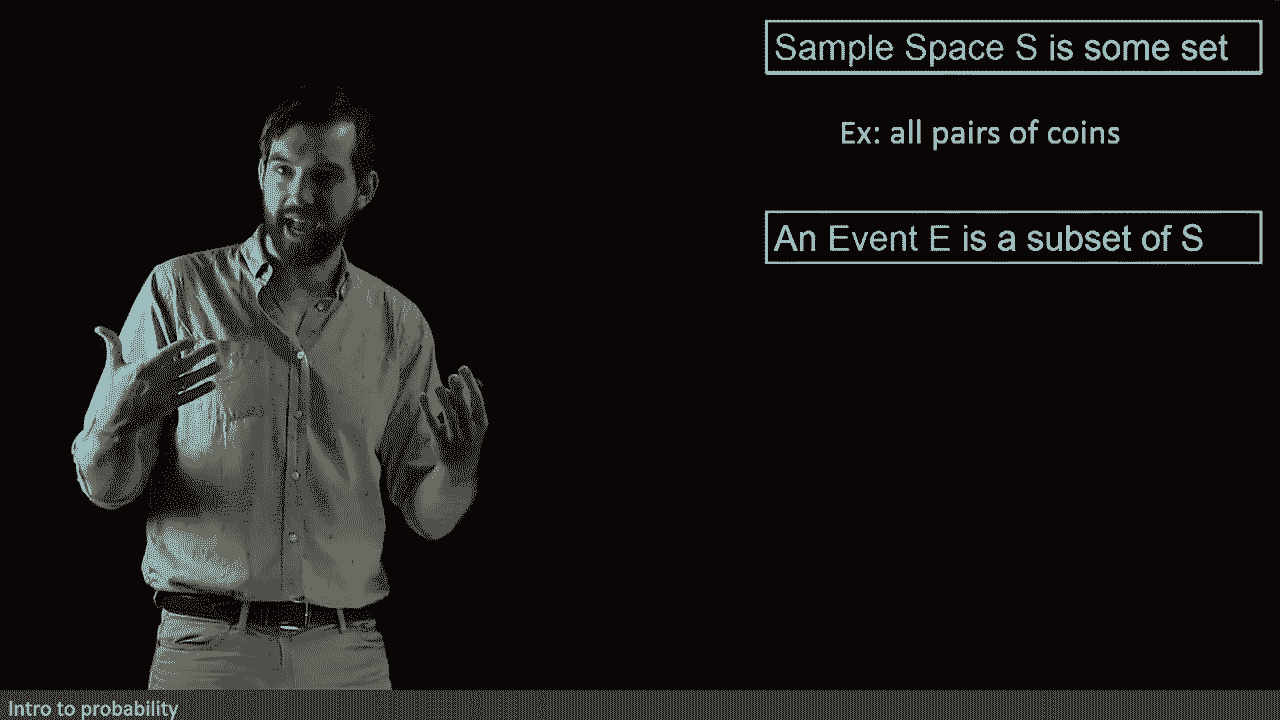 Sample Space S is some set
Ex: all pairs of coins
An Event E is a subset of S
Intro to probability